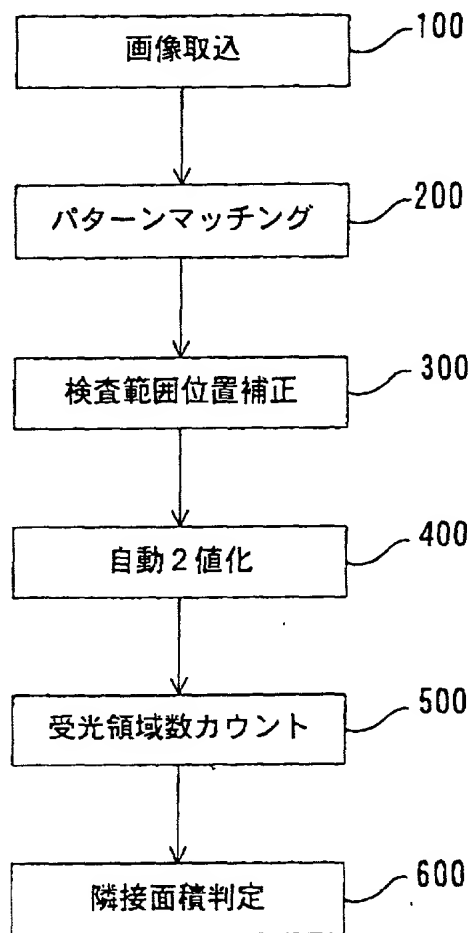 画像取込
100
パターンマッチング
200
検査範囲位置補正
300
自動2値化
400
受光領域数カウント
500
隣接面積判定
600